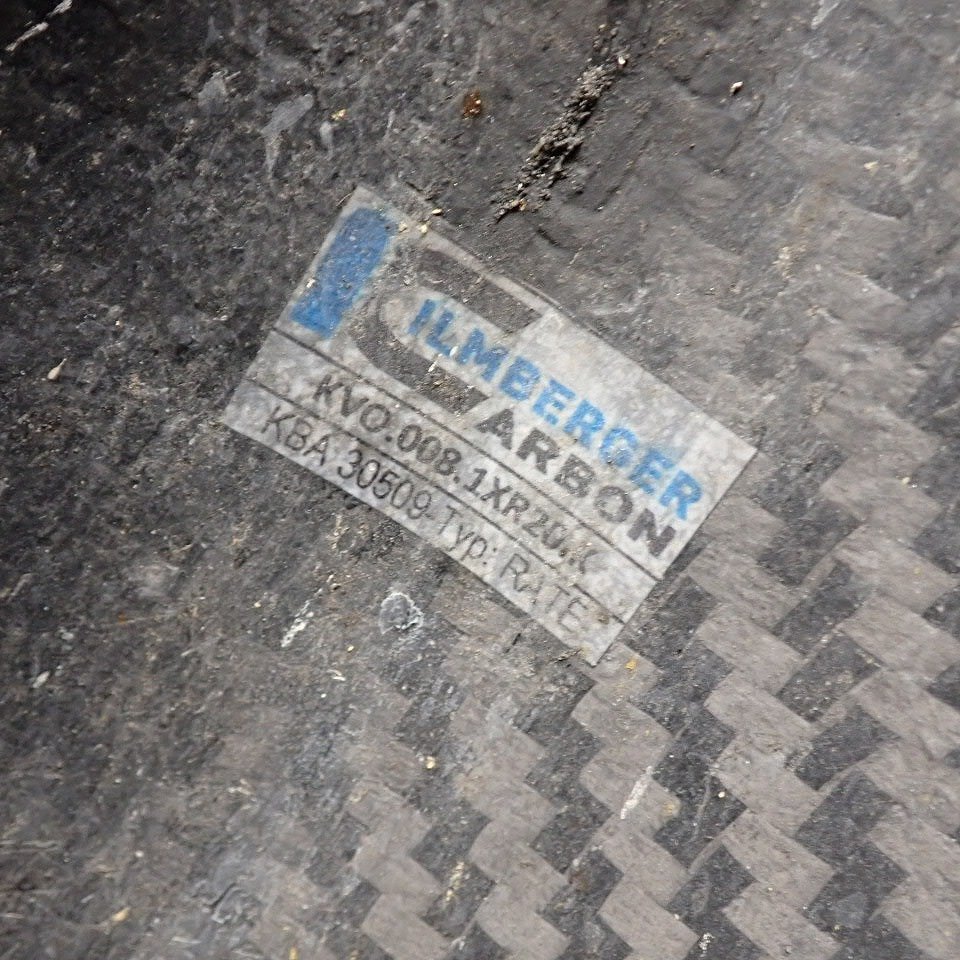 ILMBERGER
CARBON
KVO.008.1XR20.K
KBA 30509-Typ: RATE